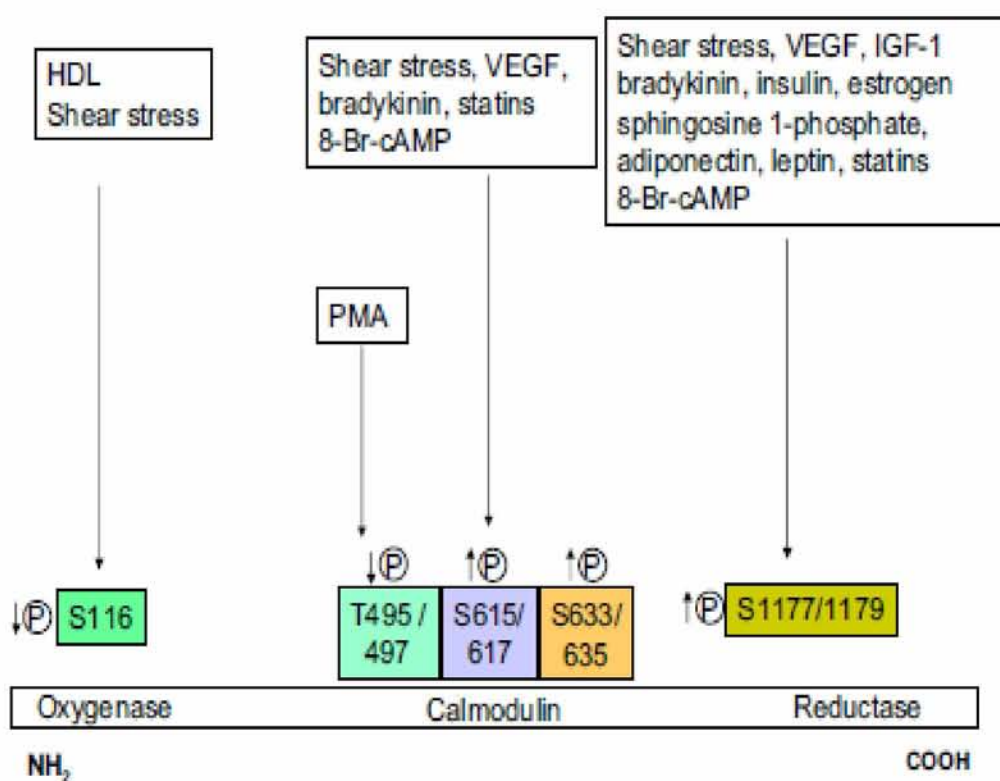 HDL
Shear stress
Shear stress, VEGF,
bradykinin, statins
8-Br-cAMP
Shear stress, VEGF, IGF-1
bradykinin, insulin, estrogen
sphingosine 1-phosphate,
adiponectin, leptin, statins
8-Br-cAMP
PMA
↓Ⓟ S116
↓Ⓟ
T495/
497
↑Ⓟ
S615/
617
↑Ⓟ
S633/
635
↑Ⓟ S1177/1179
Oxygenase
Calmodulin
Reductase
NH₂
COOH